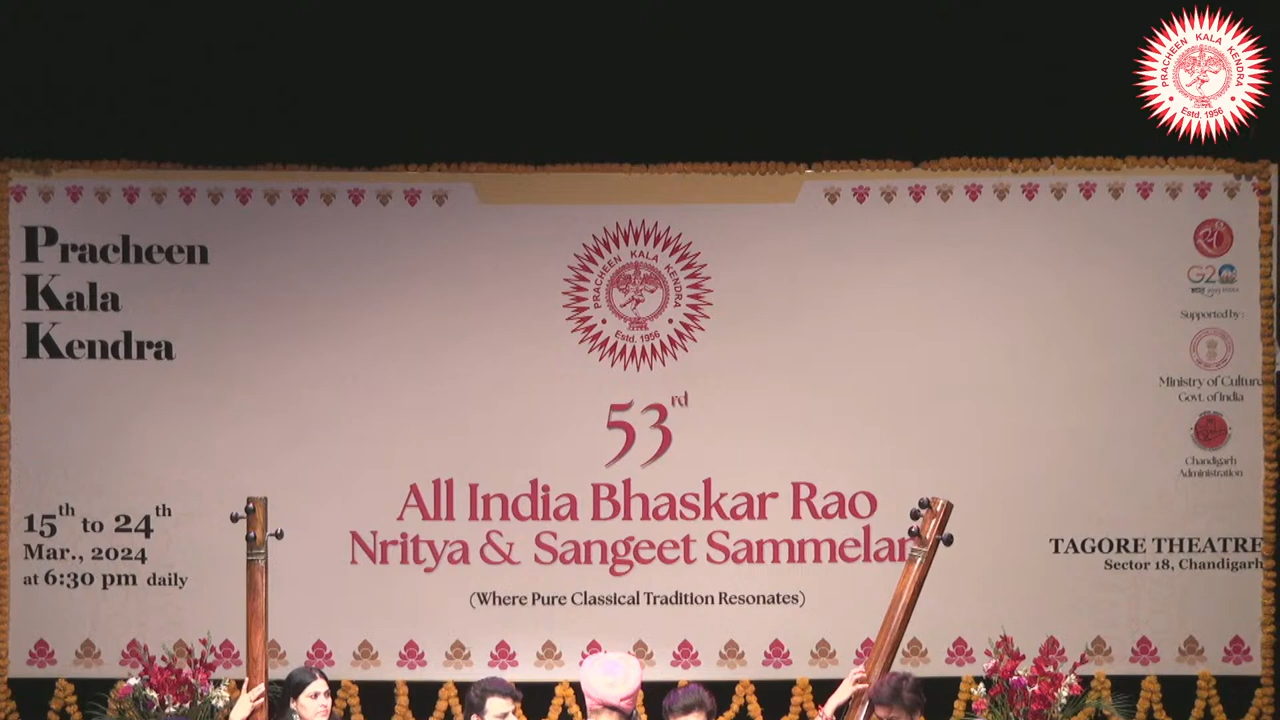 PRACHEEN KALA KENDRA
Estd. 1956
Pracheen
Kala
Kendra
PRACHEEN KALA KENDRA
Estd. 1956
53rd
All India Bhaskar Rao
Nritya & Sangeet Sammelan
(Where Pure Classical Tradition Resonates)
15th to 24th
Mar., 2024
at 6:30 pm daily
G20
Supported by :
Ministry of Culture
Govt. of India
Chandigarh
Administration
TAGORE THEATRE
Sector 18, Chandigarh